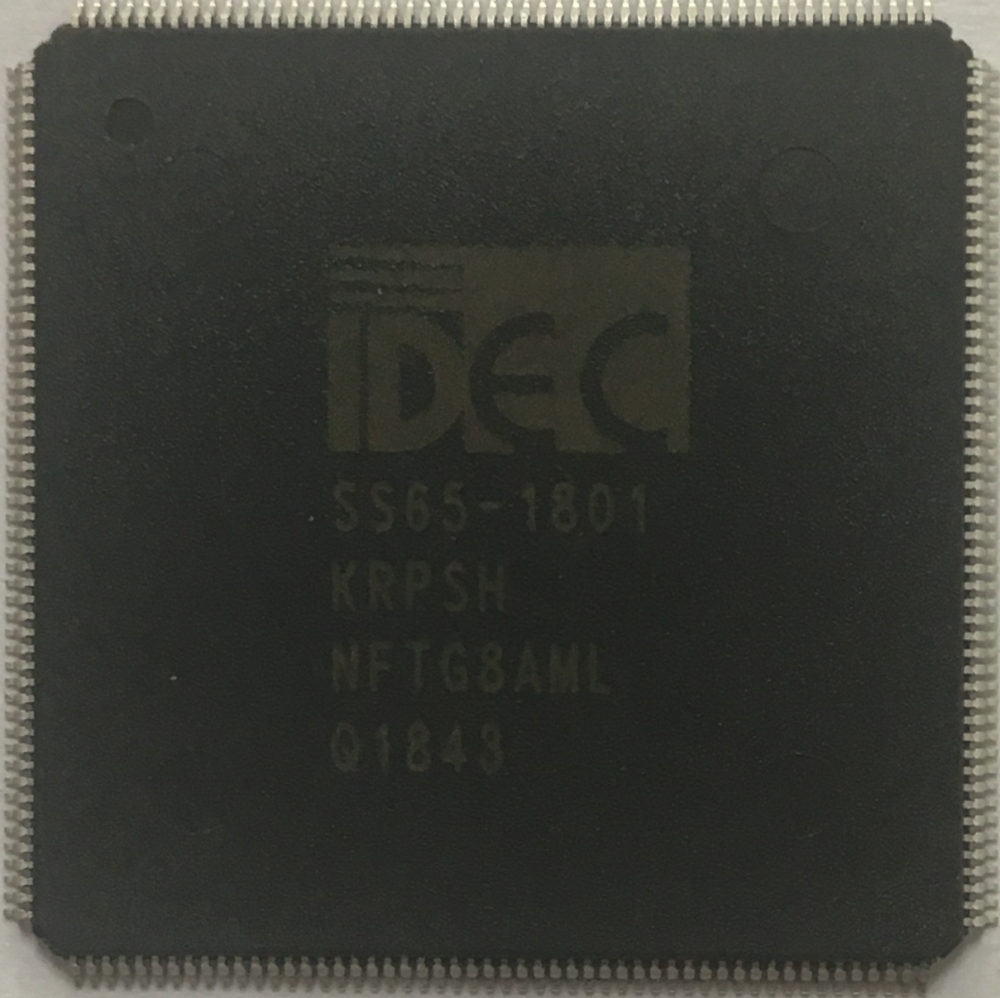 IDEC
SS65-1801
KRPSH
NFTG8AML
Q1843